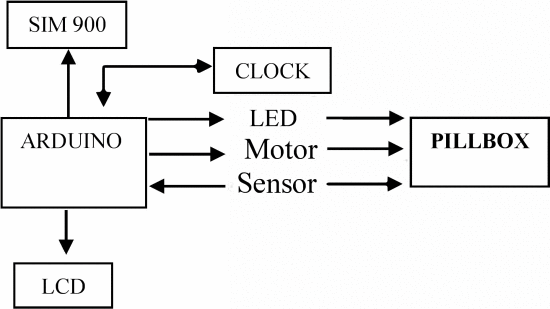 SIM 900
CLOCK
ARDUINO
LED
Motor
Sensor
PILLBOX
LCD